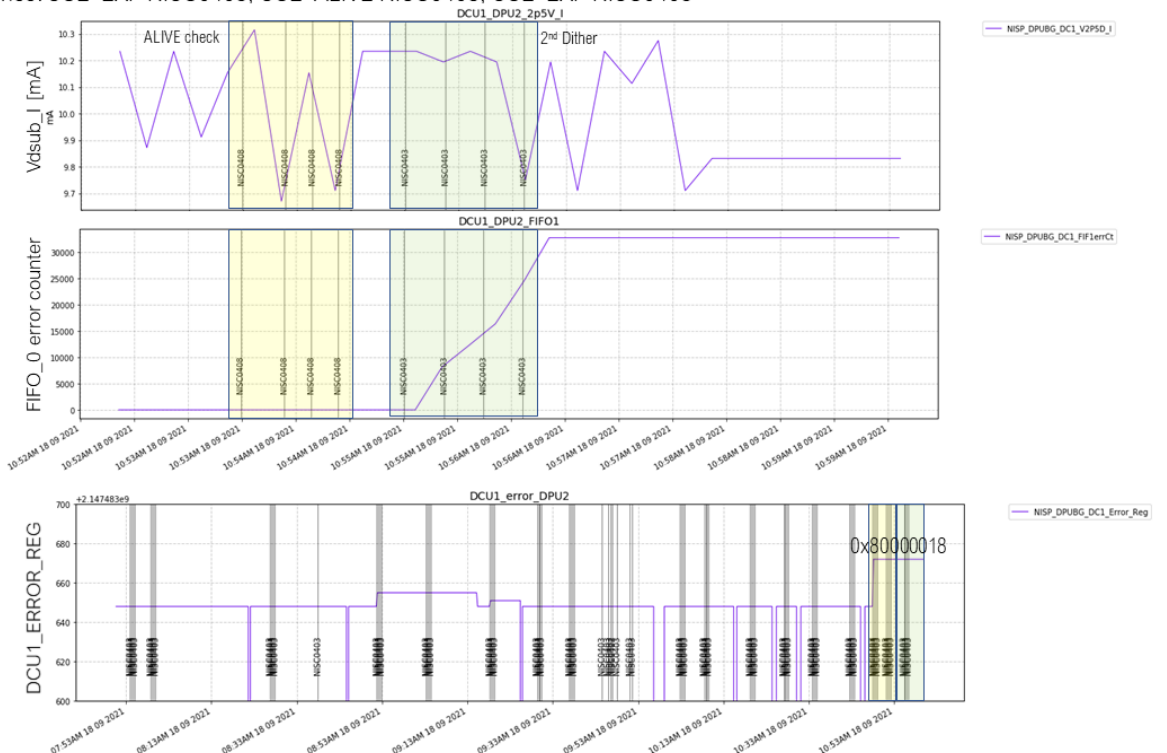 DCU1_DPU2_2p5V_I
ALIVE check
2nd Dither
NISP_DPUBG_DC1_V2P5D_I
Vdsub_I [mA]
mA
10.3
10.2
10.1
10.0
9.9
9.8
9.7
NISC0408 NISC0408 NISC0408 NISC0408 NISC0403 NISC0403 NISC0403 NISC0403
DCU1_DPU2_FIFO1
NISP_DPUBG_DC1_FIF1errCt
FIFO_0 error counter
30000
25000
20000
15000
10000
5000
0
NISC0408 NISC0408 NISC0408 NISC0408 NISC0403 NISC0403 NISC0403 NISC0403
10:52AM 18 09 2021 10:52AM 18 09 2021 10:53AM 18 09 2021 10:53AM 18 09 2021 10:54AM 18 09 2021 10:54AM 18 09 2021 10:55AM 18 09 2021 10:55AM 18 09 2021 10:56AM 18 09 2021 10:56AM 18 09 2021 10:57AM 18 09 2021 10:57AM 18 09 2021 10:58AM 18 09 2021 10:58AM 18 09 2021 10:59AM 18 09 2021 10:59AM 18 09 2021
+2.147483e9
DCU1_error_DPU2
NISP_DPUBG_DC1_Error_Reg
DCU1_ERROR_REG
700
680
660
640
620
600
0x80000018
NISC0403
07:53AM 18 09 2021 08:13AM 18 09 2021 08:33AM 18 09 2021 08:53AM 18 09 2021 09:13AM 18 09 2021 09:33AM 18 09 2021 09:53AM 18 09 2021 10:13AM 18 09 2021 10:33AM 18 09 2021 10:53AM 18 09 2021